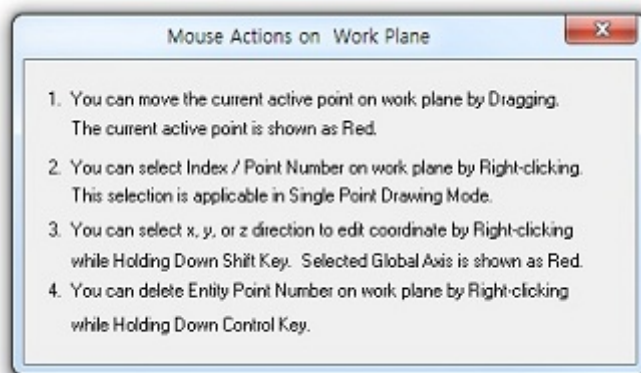 Mouse Actions on Work Plane
1. You can move the current active point on work plane by Dragging.
The current active point is shown as Red.
2. You can select Index / Point Number on work plane by Right-clicking.
This selection is applicable in Single Point Drawing Mode.
3. You can select x, y, or z direction to edit coordinate by Right-clicking
while Holding Down Shift Key. Selected Global Axis is shown as Red.
4. You can delete Entity Point Number on work plane by Right-clicking
while Holding Down Control Key.